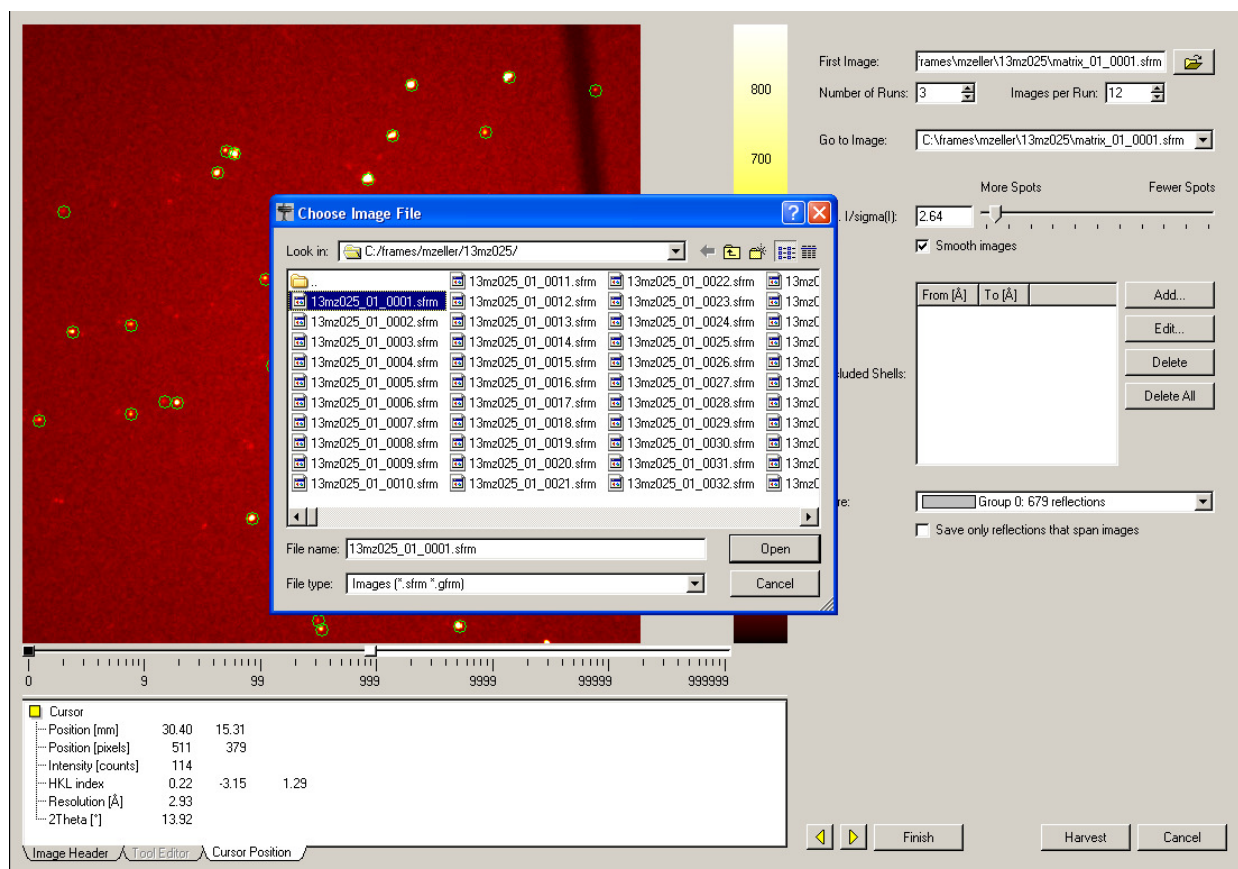 First Image:
frames\mzeller\13mz025\matrix_01_0001.sfrm
Number of Runs: 3 Images per Run: 12
Go to Image: C:\frames\mzeller\13mz025\matrix_01_0001.sfrm
800
700
More Spots Fewer Spots
I/sigma(I): 2.64
Smooth images
From [Å] To [Å]
Add...
Edit...
Delete
Delete All
cluded Shells:
Group 0: 679 reflections
Save only reflections that span images
Choose Image File
Look in: C:/frames/mzeller/13mz025/
.. 13mz025_01_0011.sfrm 13mz025_01_0022.sfrm
13mz025_01_0001.sfrm 13mz025_01_0012.sfrm 13mz025_01_0023.sfrm
13mz025_01_0002.sfrm 13mz025_01_0013.sfrm 13mz025_01_0024.sfrm
13mz025_01_0003.sfrm 13mz025_01_0014.sfrm 13mz025_01_0025.sfrm
13mz025_01_0004.sfrm 13mz025_01_0015.sfrm 13mz025_01_0026.sfrm
13mz025_01_0005.sfrm 13mz025_01_0016.sfrm 13mz025_01_0027.sfrm
13mz025_01_0006.sfrm 13mz025_01_0017.sfrm 13mz025_01_0028.sfrm
13mz025_01_0007.sfrm 13mz025_01_0018.sfrm 13mz025_01_0029.sfrm
13mz025_01_0008.sfrm 13mz025_01_0019.sfrm 13mz025_01_0030.sfrm
13mz025_01_0009.sfrm 13mz025_01_0020.sfrm 13mz025_01_0031.sfrm
13mz025_01_0010.sfrm 13mz025_01_0021.sfrm 13mz025_01_0032.sfrm
File name: 13mz025_01_0001.sfrm Open
File type: Images (*.sfrm *.gfrm) Cancel
0 9 99 999 9999 99999 999999
Cursor
Position [mm] 30.40 15.31
Position [pixels] 511 379
Intensity [counts] 114
HKL index 0.22 -3.15 1.29
Resolution [Å] 2.93
2Theta [°] 13.92
Image Header Tool Editor Cursor Position
Finish Harvest Cancel